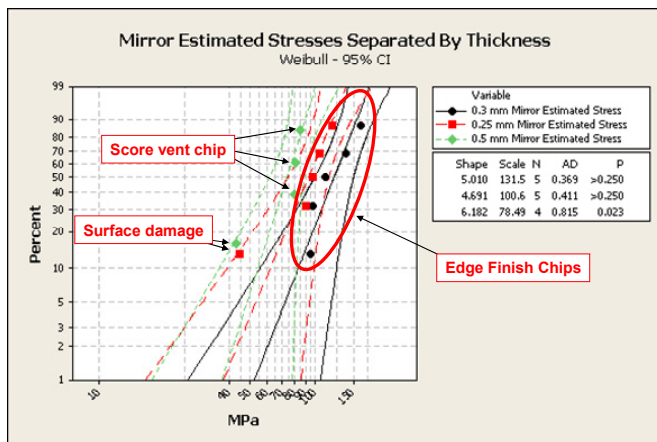 Mirror Estimated Stresses Separated By Thickness
Weibull - 95% CI
Percent
99
90
80
70
60
50
40
30
20
10
5
3
2
1
Score vent chip
Surface damage
Edge Finish Chips
Variable
0.3 mm Mirror Estimated Stress
0.25 mm Mirror Estimated Stress
0.5 mm Mirror Estimated Stress
Shape Scale N AD P
5.010 131.5 5 0.369 >0.250
4.691 100.6 5 0.411 >0.250
6.182 78.49 4 0.815 0.023
10 40 50 60 70 80 90 100 150
MPa